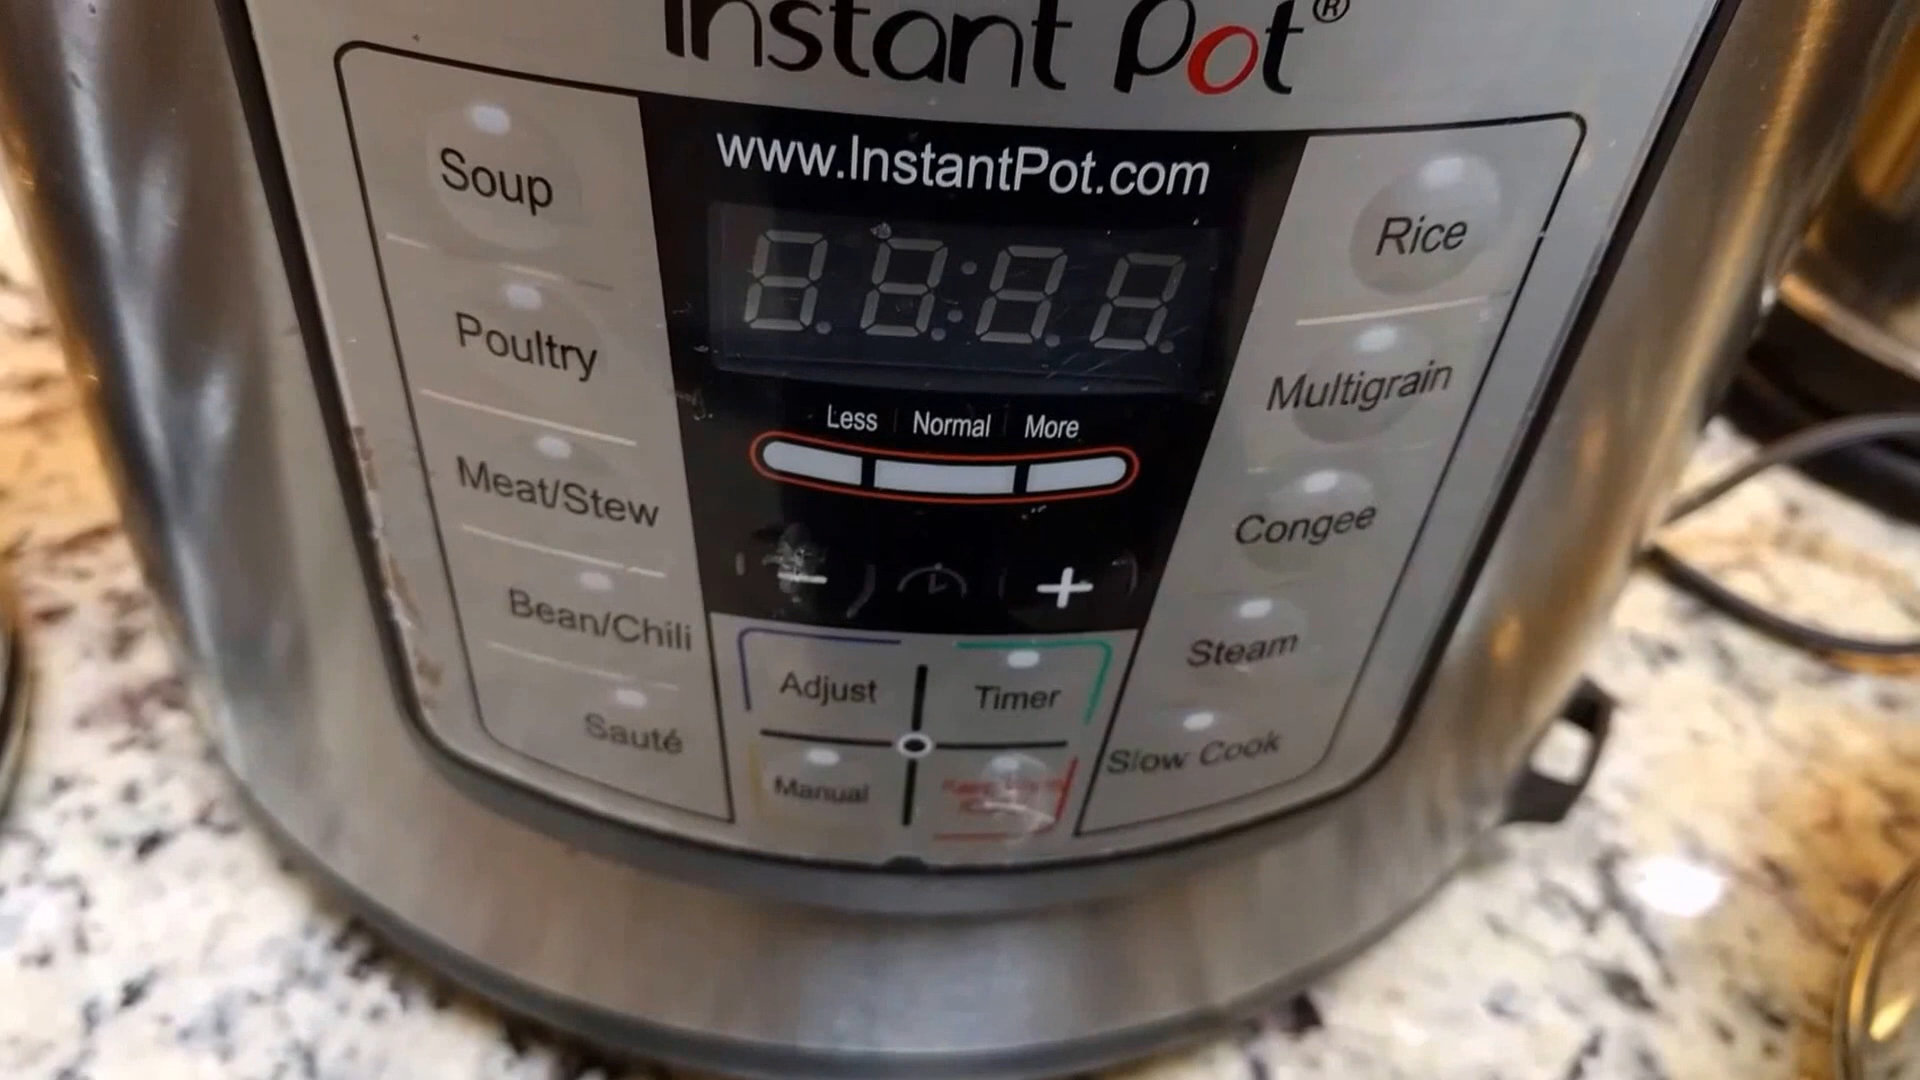 Instant Pot®
www.InstantPot.com
Soup
Poultry
Meat/Stew
Bean/Chili
Sauté
Less Normal More
− +
Adjust
Timer
Manual
Rice
Multigrain
Congee
Steam
Slow Cook